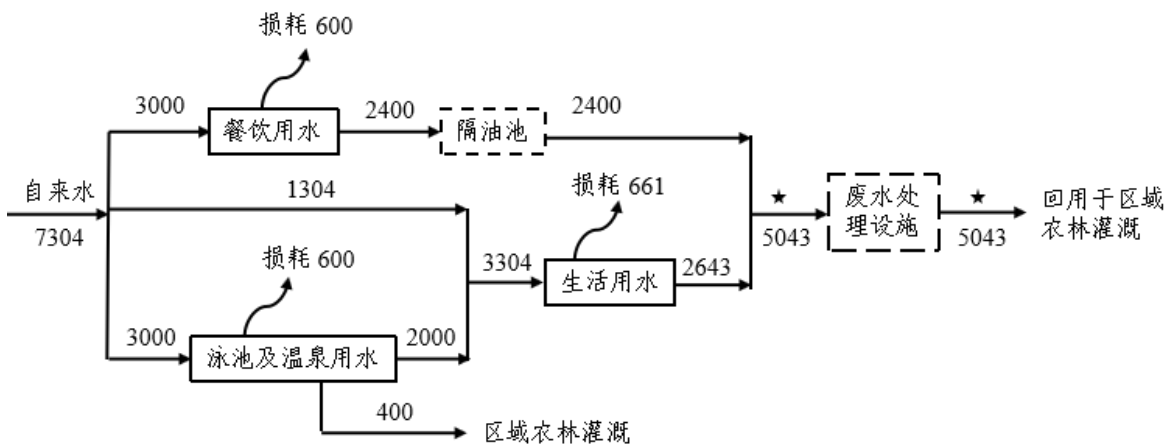 损耗 600
3000
餐饮用水
2400
隔油池
2400
自来水
7304
1304
损耗 661
★
废水处
理设施
★
回用于区域
农林灌溉
5043
5043
损耗 600
3304
生活用水
2643
3000
泳池及温泉用水
2000
400
区域农林灌溉